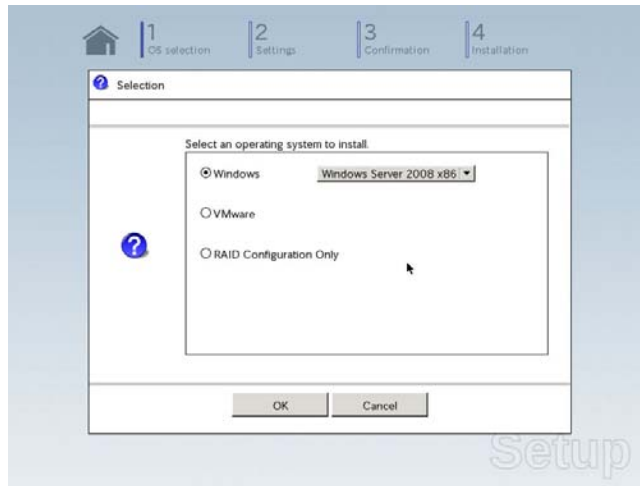 1 2 3 4
OS selection Settings Confirmation Installation
Selection
Select an operating system to install.
Windows Windows Server 2008 x86
VMware
RAID Configuration Only
OK Cancel
Setup